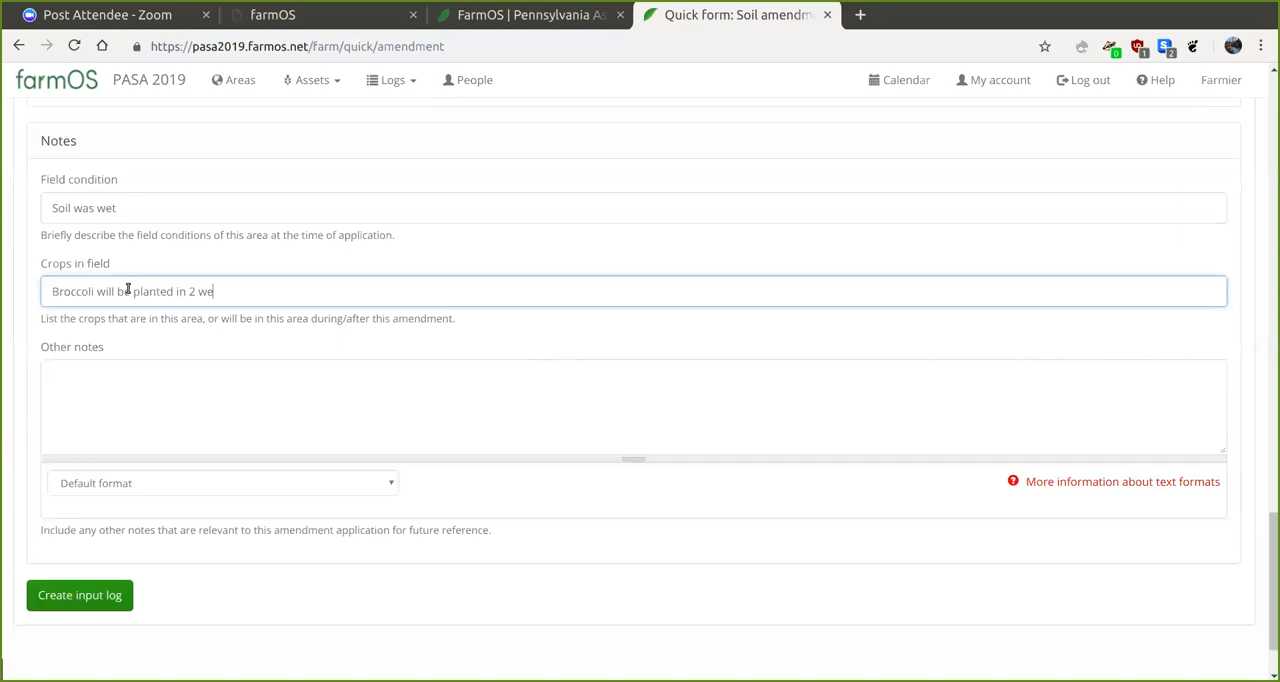 Post Attendee - Zoom
farmOS
FarmOS | Pennsylvania As
Quick form: Soil amendm
https://pasa2019.farmos.net/farm/quick/amendment
0
1
2
farmOS
PASA 2019
Areas
Assets
Logs
People
Calendar
My account
Log out
Help
Farmier
Notes
Field condition
Soil was wet
Briefly describe the field conditions of this area at the time of application.
Crops in field
Broccoli will be planted in 2 we
List the crops that are in this area, or will be in this area during/after this amendment.
Other notes
Default format
More information about text formats
Include any other notes that are relevant to this amendment application for future reference.
Create input log